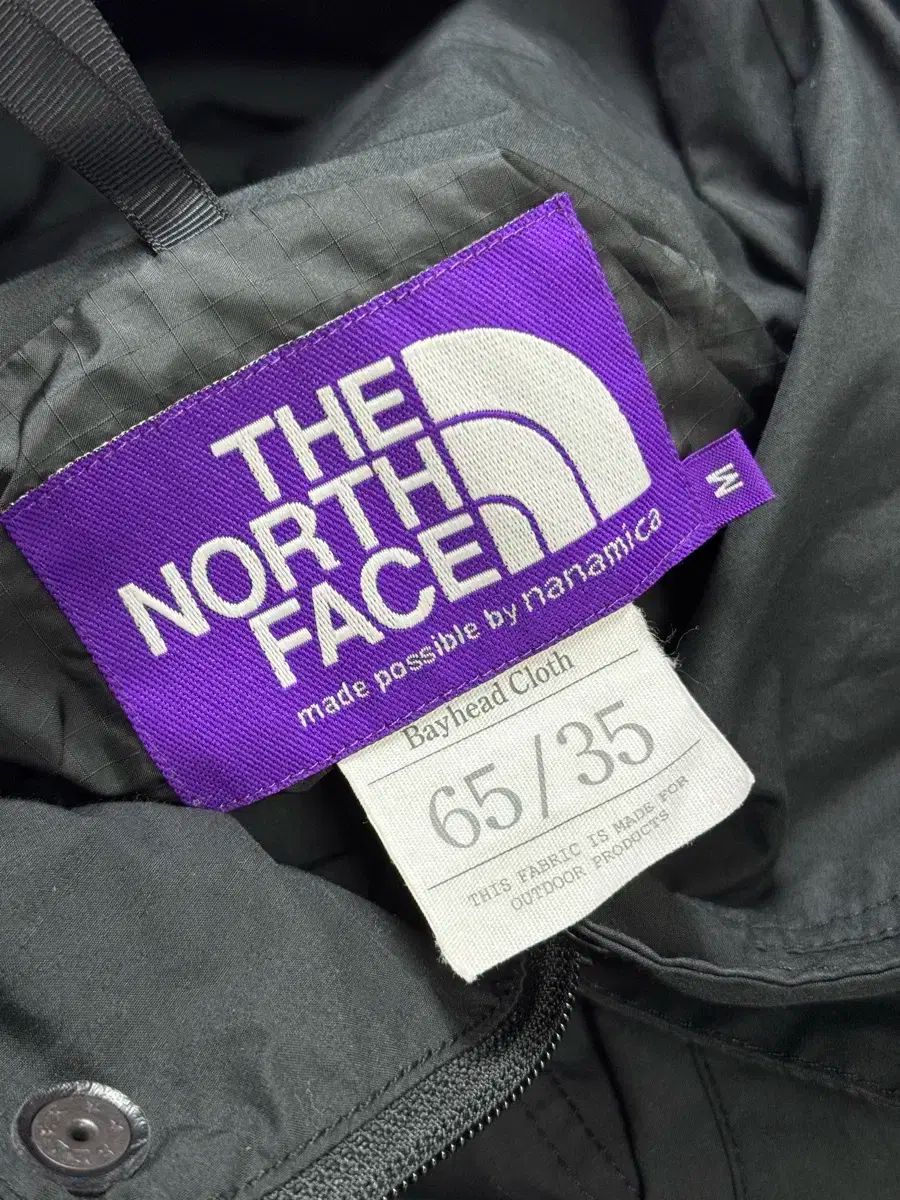 THE
NORTH
FACE
made possible by nanamica
M
Bayhead Cloth
65/35
THIS FABRIC IS MADE FOR
OUTDOOR PRODUCTS